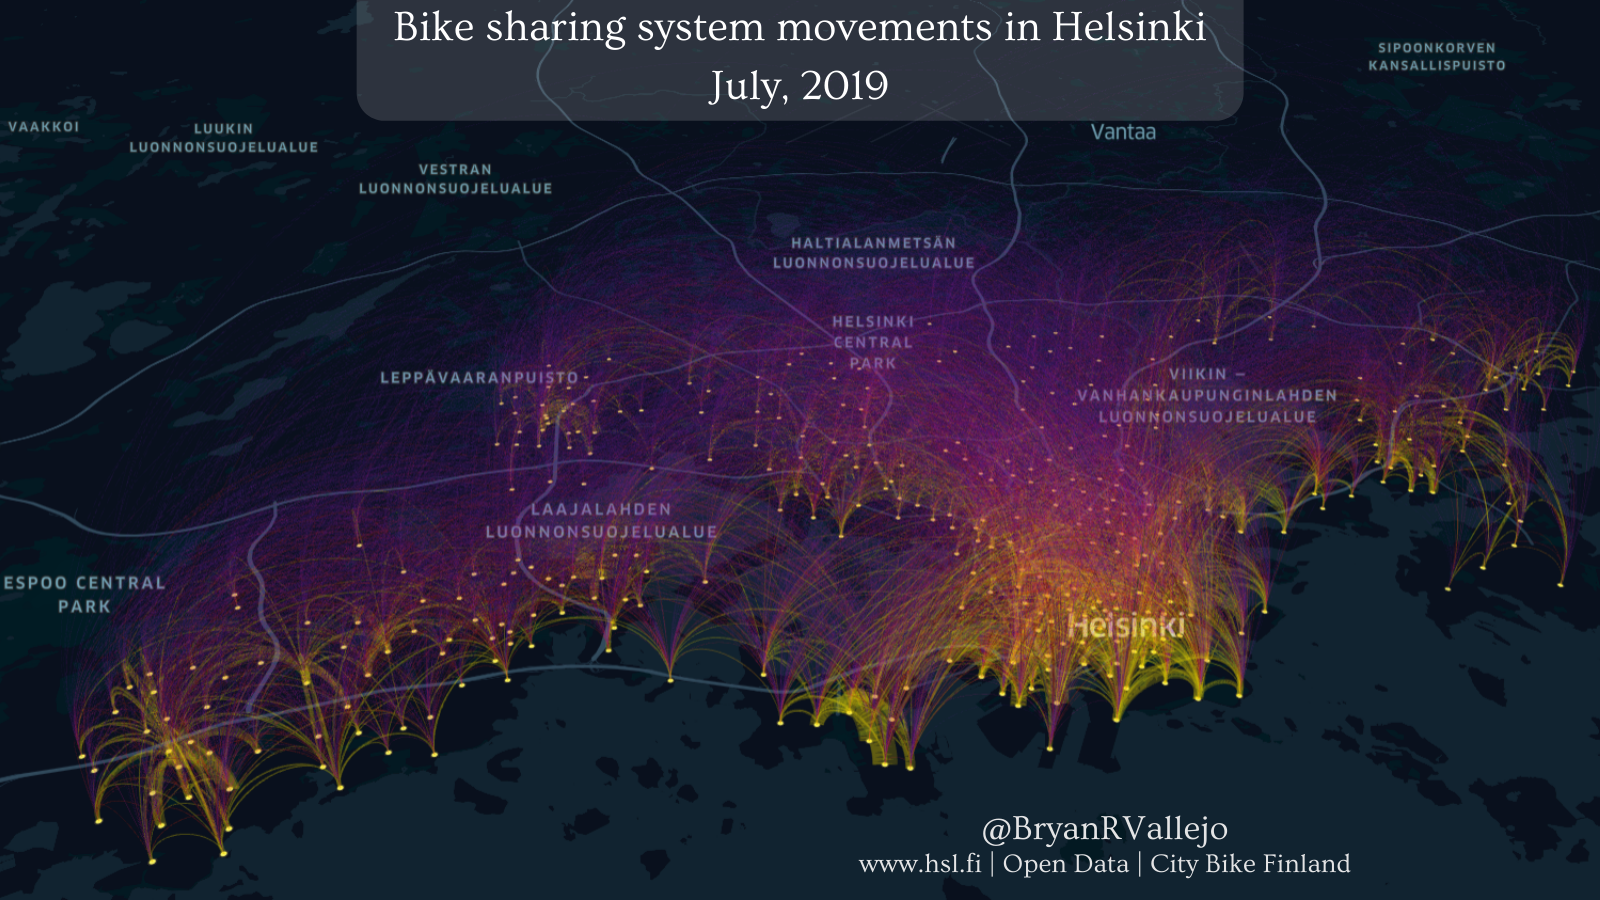 Bike sharing system movements in Helsinki
July, 2019
SIPOONKORVEN
KANSALLISPUISTO
VAAKKOI
LUUKIN
LUONNONSUOJELUALUE
Vantaa
VESTRAN
LUONNONSUOJELUALUE
HALTIALANMETSÄN
LUONNONSUOJELUALUE
HELSINKI
CENTRAL
PARK
LEPPÄVAARANPUISTO
VIIKIN –
VANHANKAUPUNGINLAHDEN
LUONNONSUOJELUALUE
LAAJALAHDEN
LUONNONSUOJELUALUE
ESPOO CENTRAL
PARK
Helsinki
@BryanRVallejo
www.hsl.fi | Open Data | City Bike Finland